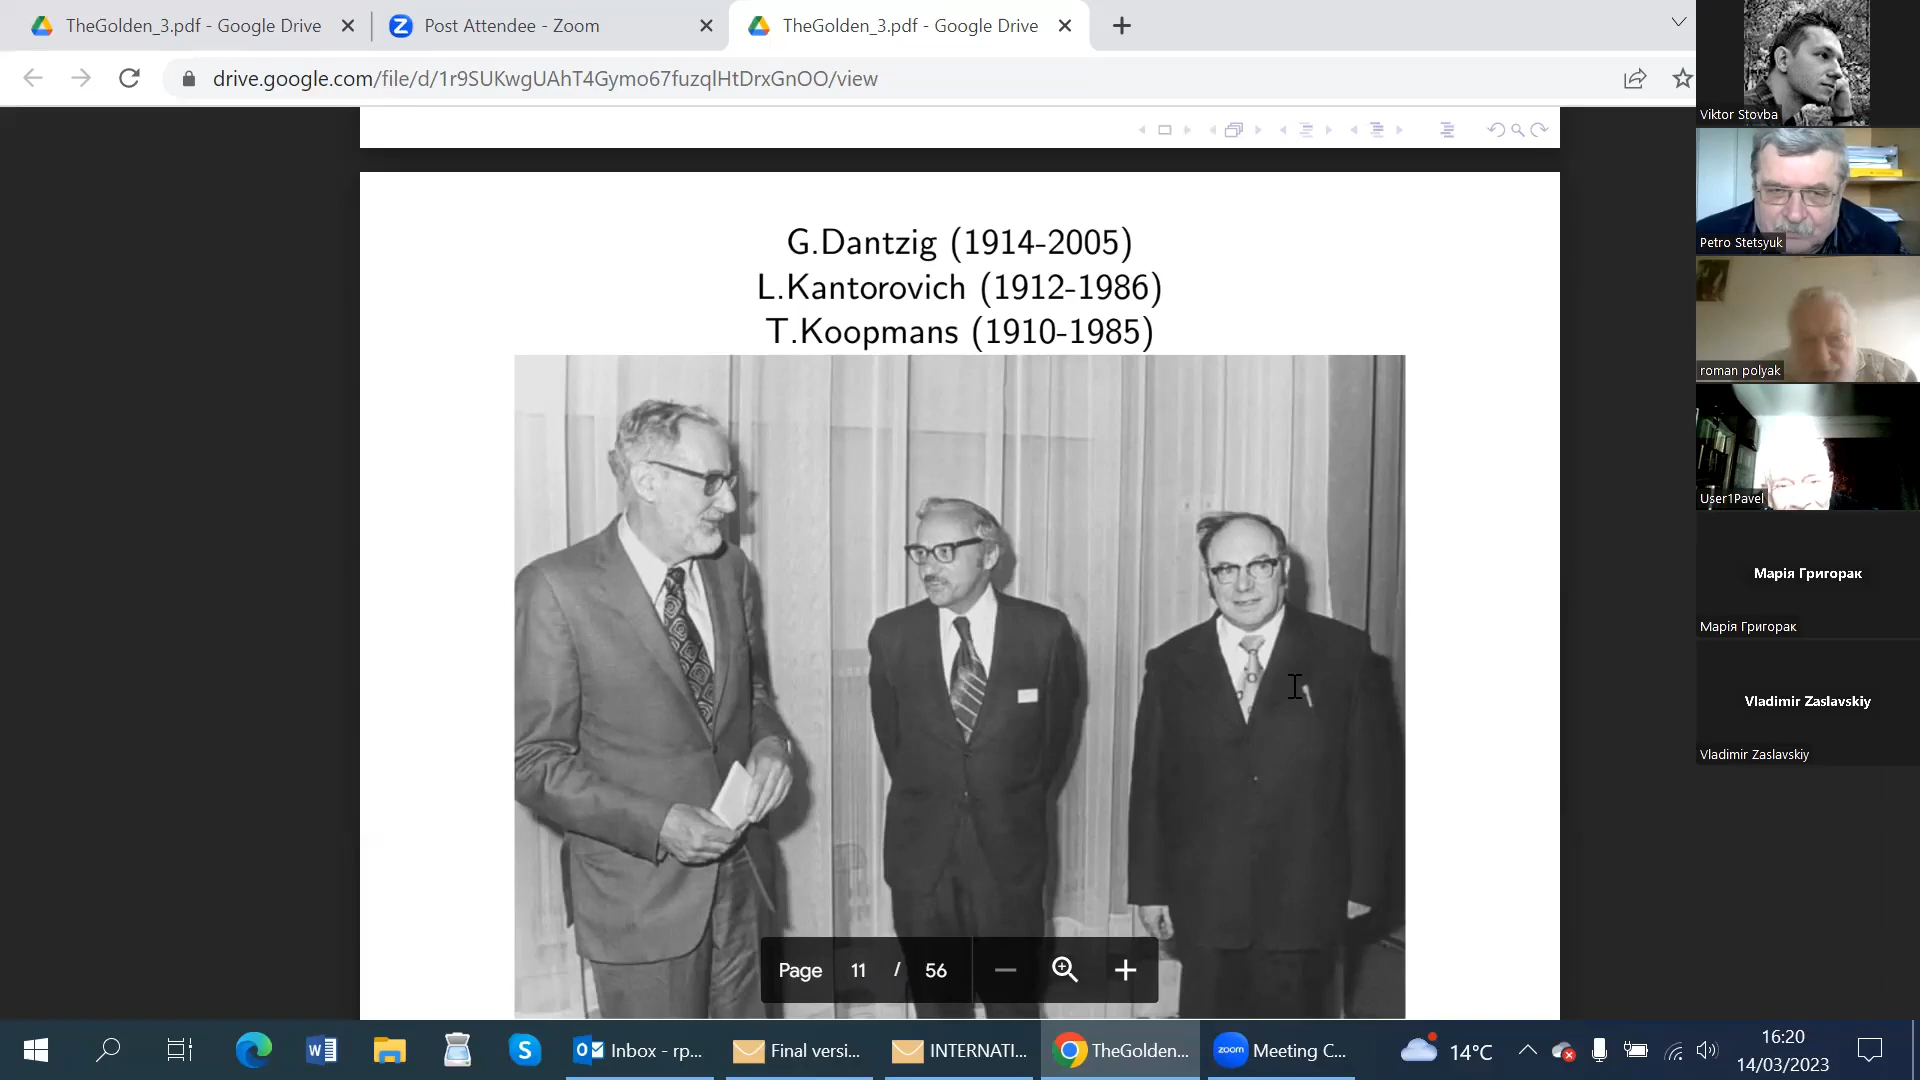 TheGolden_3.pdf - Google Drive
Post Attendee - Zoom
TheGolden_3.pdf - Google Drive
drive.google.com/file/d/1r9SUKwgUAhT4Gymo67fuzqlHtDrxGnOO/view
G.Dantzig (1914-2005)
L.Kantorovich (1912-1986)
T.Koopmans (1910-1985)
Page 11 / 56
Viktor Stovba
Petro Stetsyuk
roman polyak
User1Pavel
Марія Григорак
Марія Григорак
Vladimir Zaslavskiy
Vladimir Zaslavskiy
Inbox - rp...
Final versi...
INTERNATI...
TheGolden...
zoom
Meeting C...
14°C
16:20
14/03/2023